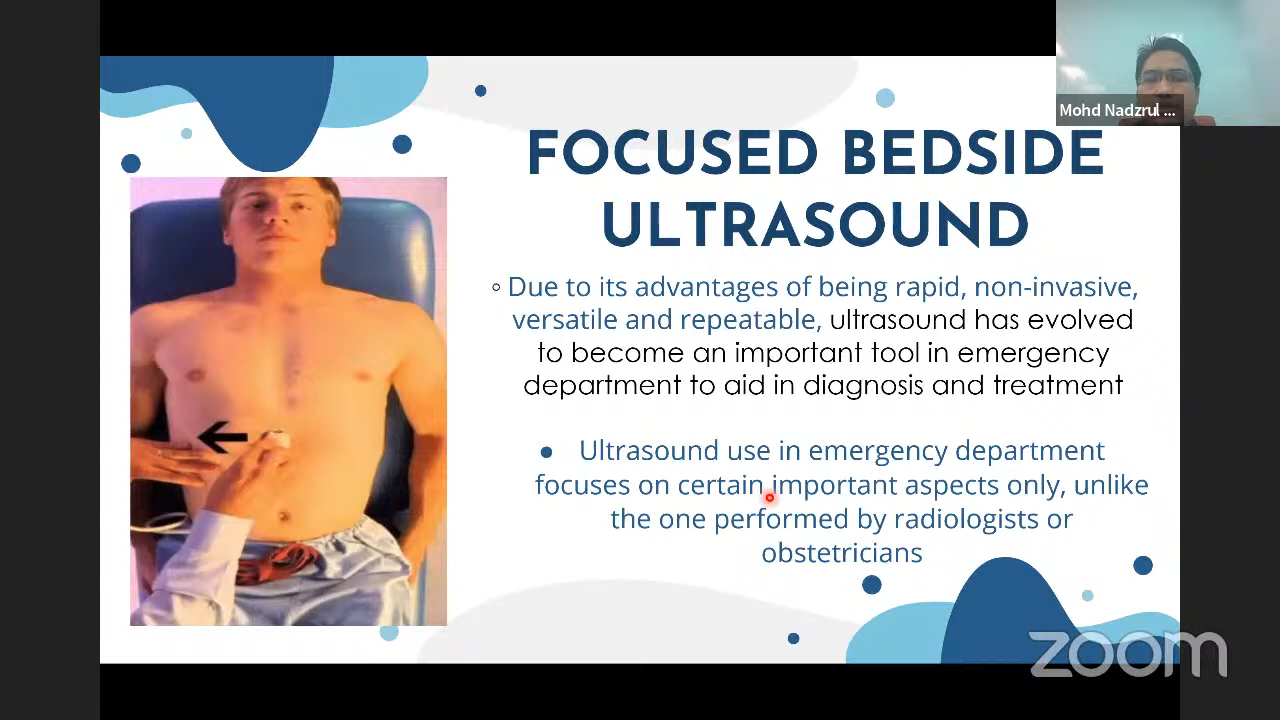 Mohd Nadzrul ...
FOCUSED BEDSIDE
ULTRASOUND
◦ Due to its advantages of being rapid, non-invasive,
versatile and repeatable, ultrasound has evolved
to become an important tool in emergency
department to aid in diagnosis and treatment
● Ultrasound use in emergency department
focuses on certain important aspects only, unlike
the one performed by radiologists or
obstetricians
zoom